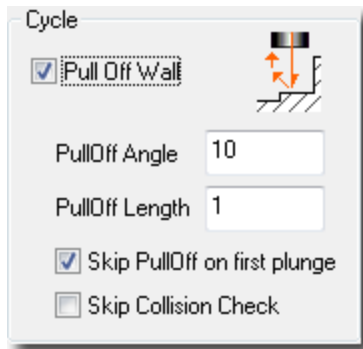 Cycle
Pull Off Wall
PullOff Angle 10
PullOff Length 1
Skip PullOff on first plunge
Skip Collision Check